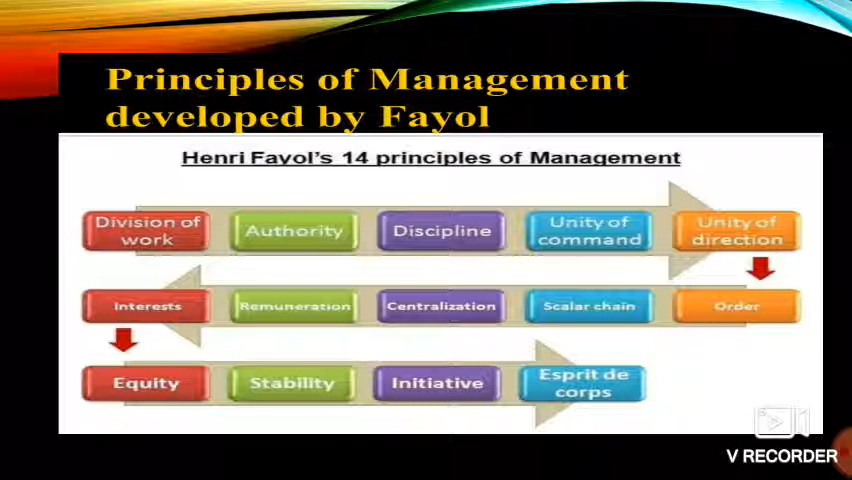 Principles of Management
developed by Fayol
Henri Fayol's 14 principles of Management
Division of
work
Authority
Discipline
Unity of
command
Unity of
direction
Interests
Remuneration
Centralization
Scalar chain
Order
Equity
Stability
Initiative
Esprit de
corps
V RECORDER